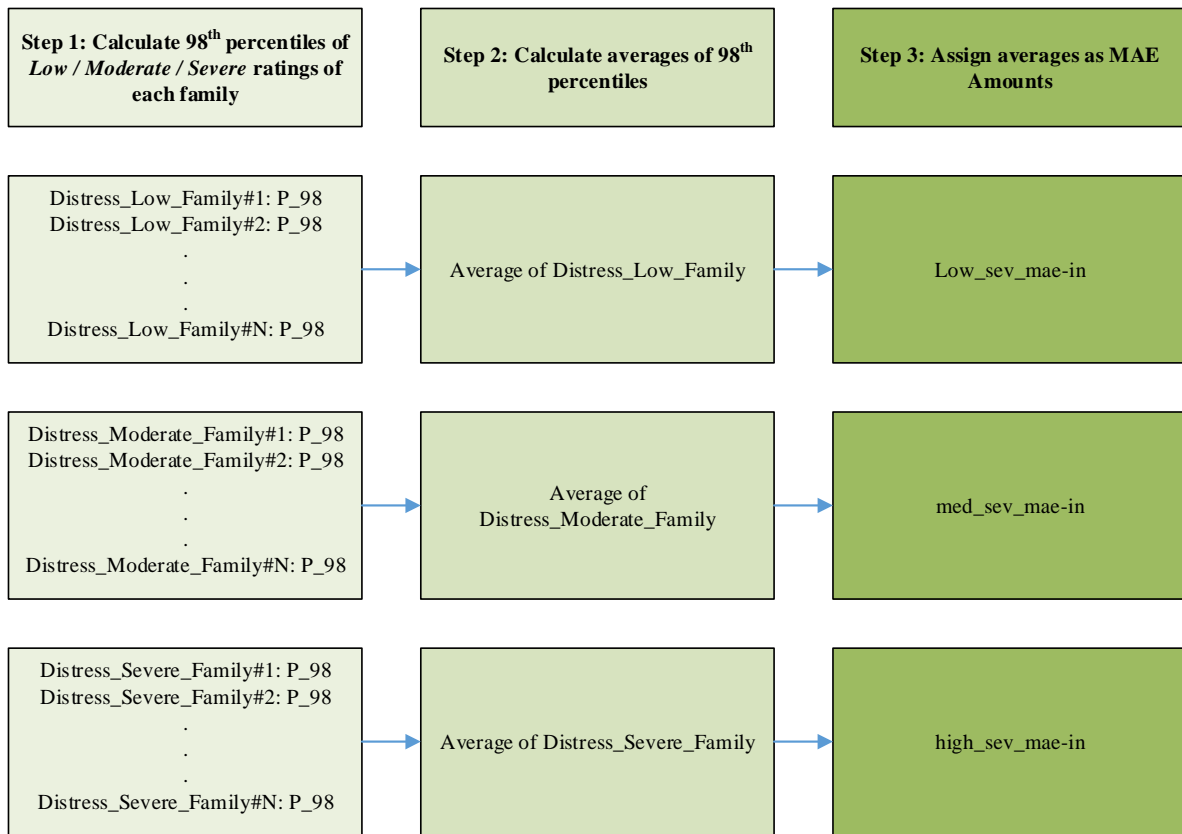 Step 1: Calculate 98th percentiles of
Low / Moderate / Severe ratings of
each family
Step 2: Calculate averages of 98th
percentiles
Step 3: Assign averages as MAE
Amounts
Distress_Low_Family#1: P_98
Distress_Low_Family#2: P_98
.
.
.
Distress_Low_Family#N: P_98
Average of Distress_Low_Family
Low_sev_mae-in
Distress_Moderate_Family#1: P_98
Distress_Moderate_Family#2: P_98
.
.
.
Distress_Moderate_Family#N: P_98
Average of
Distress_Moderate_Family
med_sev_mae-in
Distress_Severe_Family#1: P_98
Distress_Severe_Family#2: P_98
.
.
.
Distress_Severe_Family#N: P_98
Average of Distress_Severe_Family
high_sev_mae-in